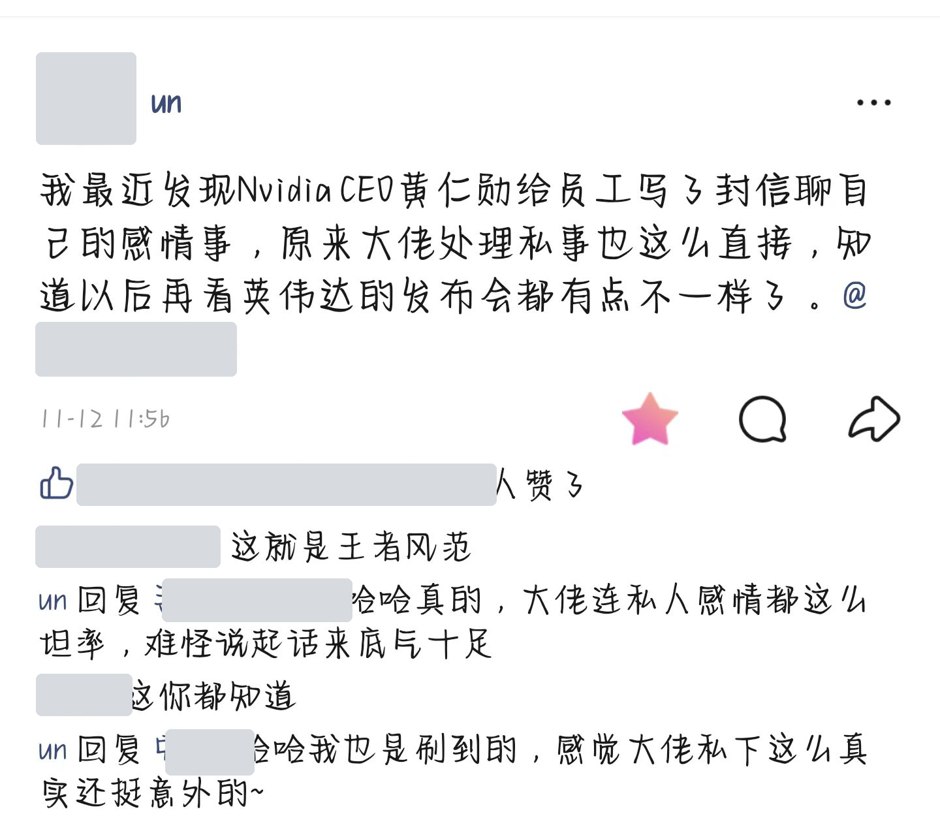 un
我最近发现Nvidia CEO黄仁勋给员工写了封信聊自
己的感情事，原来大佬处理私事也这么直接，知
道以后再看英伟达的发布会都有点不一样了。@
11-12 11:56
人赞了
这就是王者风范
un回复 哈哈真的，大佬连私人感情都这么
坦率，难怪说起话来底气十足
这你都知道
un回复 哈哈我也是刷到的，感觉大佬私下这么真
实还挺意外的~